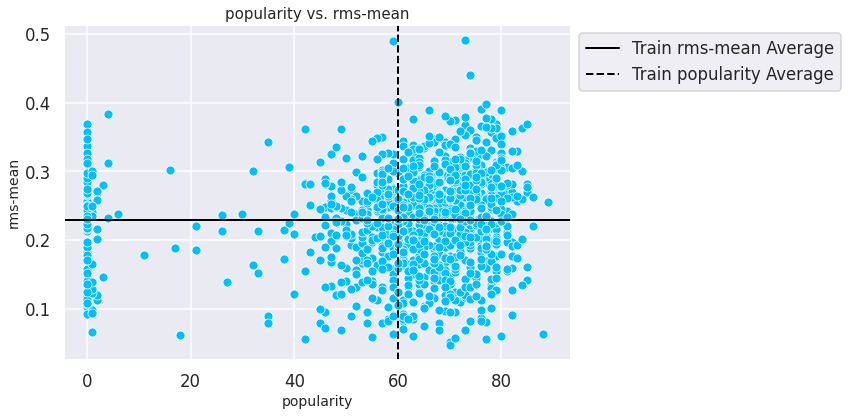 popularity vs. rms-mean
Train rms-mean Average
Train popularity Average
rms-mean
0.5
0.4
0.3
0.2
0.1
0 20 40 60 80
popularity